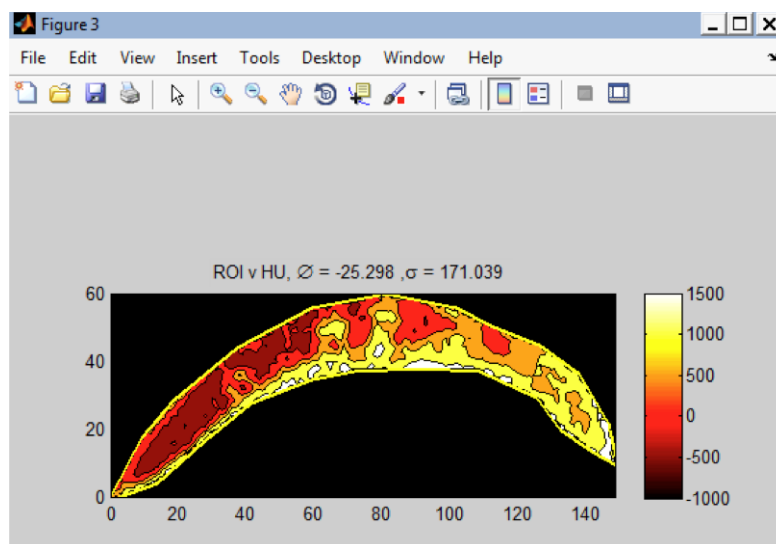 Figure 3
File Edit View Insert Tools Desktop Window Help
ROI v HU, Ø = -25.298 ,σ = 171.039
60
40
20
0
0 20 40 60 80 100 120 140
1500
1000
500
0
-500
-1000